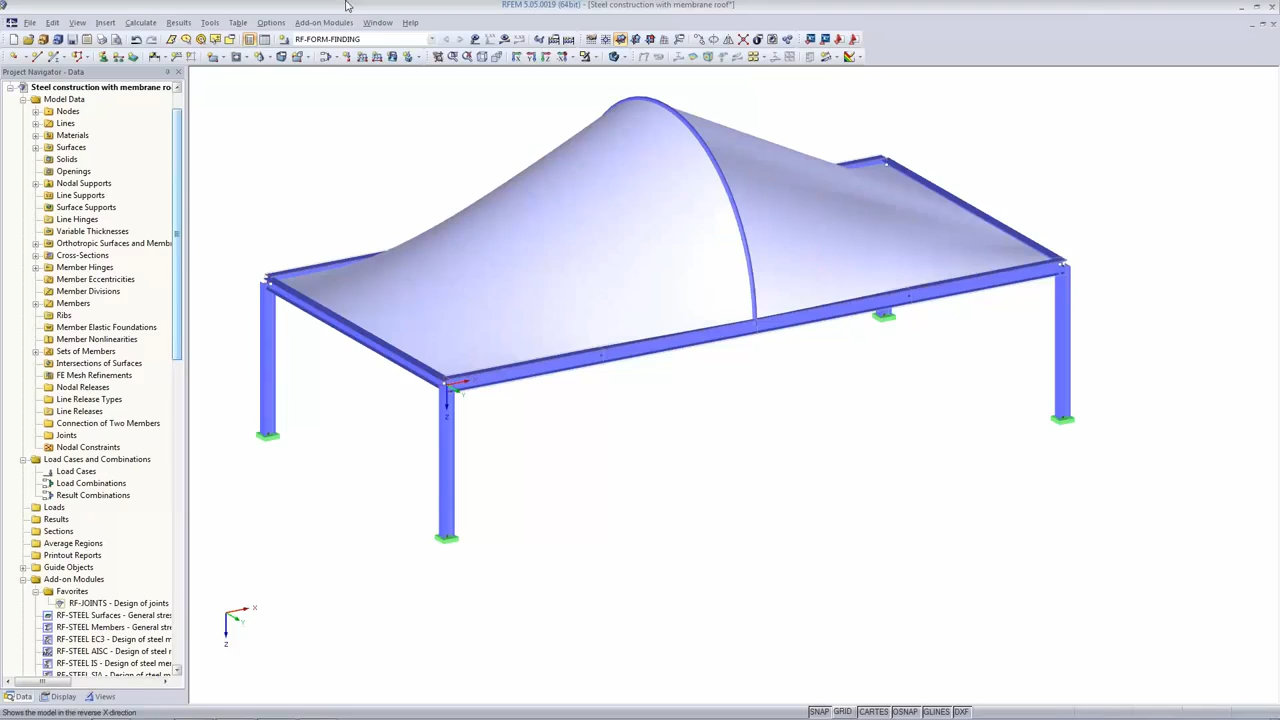 RFEM 5.05.0019 (64bit) - [Steel construction with membrane roof*]
File Edit View Insert Calculate Results Tools Table Options Add-on Modules Window Help
RF-FORM-FINDING
Project Navigator - Data
Steel construction with membrane ro
Model Data
Nodes
Lines
Materials
Surfaces
Solids
Openings
Nodal Supports
Line Supports
Surface Supports
Line Hinges
Variable Thicknesses
Orthotropic Surfaces and Memb
Cross-Sections
Member Hinges
Member Eccentricities
Member Divisions
Members
Ribs
Member Elastic Foundations
Member Nonlinearities
Sets of Members
Intersections of Surfaces
FE Mesh Refinements
Nodal Releases
Line Release Types
Line Releases
Connection of Two Members
Joints
Nodal Constraints
Load Cases and Combinations
Load Cases
Load Combinations
Result Combinations
Loads
Results
Sections
Average Regions
Printout Reports
Guide Objects
Add-on Modules
Favorites
RF-JOINTS - Design of joints
RF-STEEL Surfaces - General stres
RF-STEEL Members - General stre
RF-STEEL EC3 - Design of steel m
RF-STEEL AISC - Design of steel
RF-STEEL IS - Design of steel mer
RF-STEEL SIA - Design of steel m
Y
Z
X
Y
Z
Data Display Views
Shows the model in the reverse X-direction
SNAP GRID CARTES OSNAP GLINES DXF